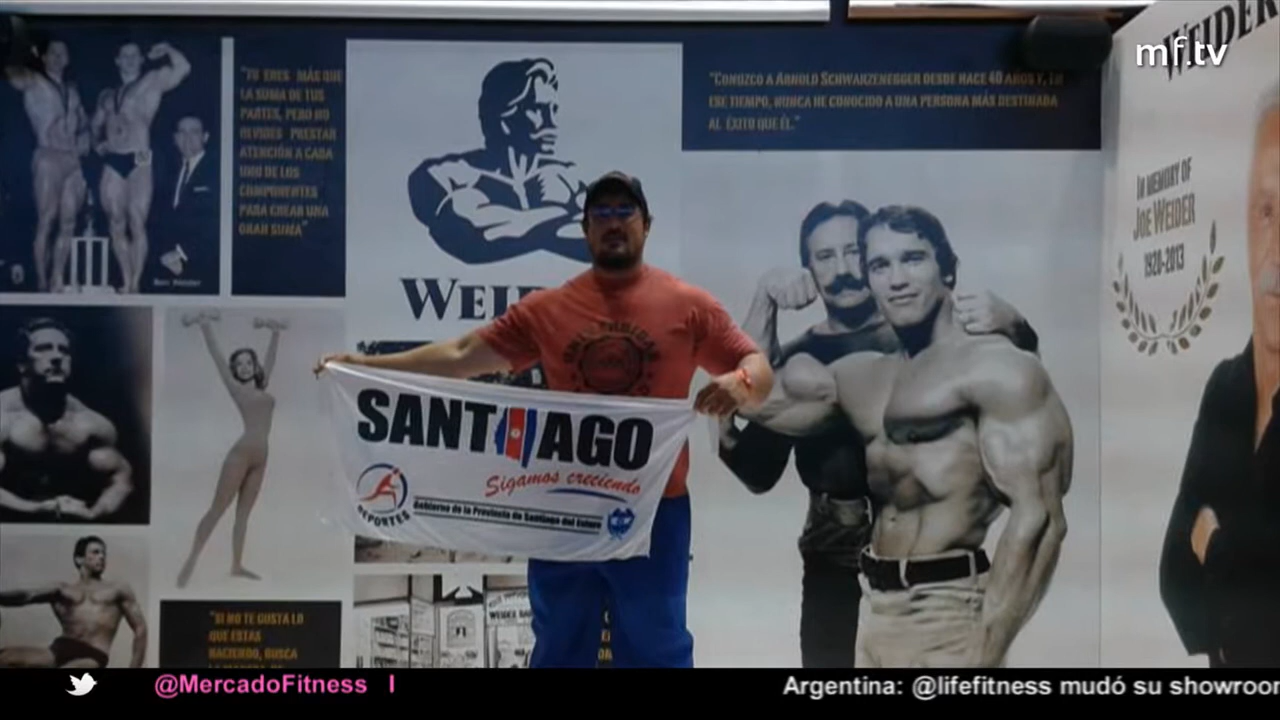 mf.tv
WEIDER
"TU ERES MÁS QUE
LA SUMA DE TUS
PARTES, PERO NO
OLVIDES PRESTAR
ATENCIÓN A CADA
UNO DE LOS
COMPONENTES
PARA CREAR UNA
GRAN SUMA"
"CONOZCO A ARNOLD SCHWARZENEGGER DESDE HACE 40 AÑOS Y, EN
ESE TIEMPO, NUNCA HE CONOCIDO A UNA PERSONA MÁS DESTINADA
AL ÉXITO QUE ÉL."
IN MEMORY OF
JOE WEIDER
1920-2013
WEID
SANTIAGO
Sigamos creciendo
DEPORTES
Gobierno de la Provincia de Santiago del Estero
"SI NO TE GUSTA LO
QUE ESTÁS
HACIENDO, BUSCA
@MercadoFitness
Argentina: @lifefitness mudó su showroom